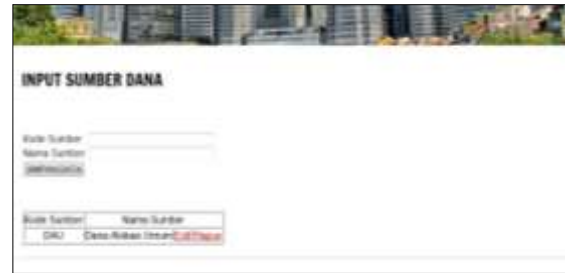 INPUT SUMBER DANA
Kode Sumber
Nama Sumber
Kode Sumber Nama Sumber
DAU Dana Alokasi Umum Edit Hapus